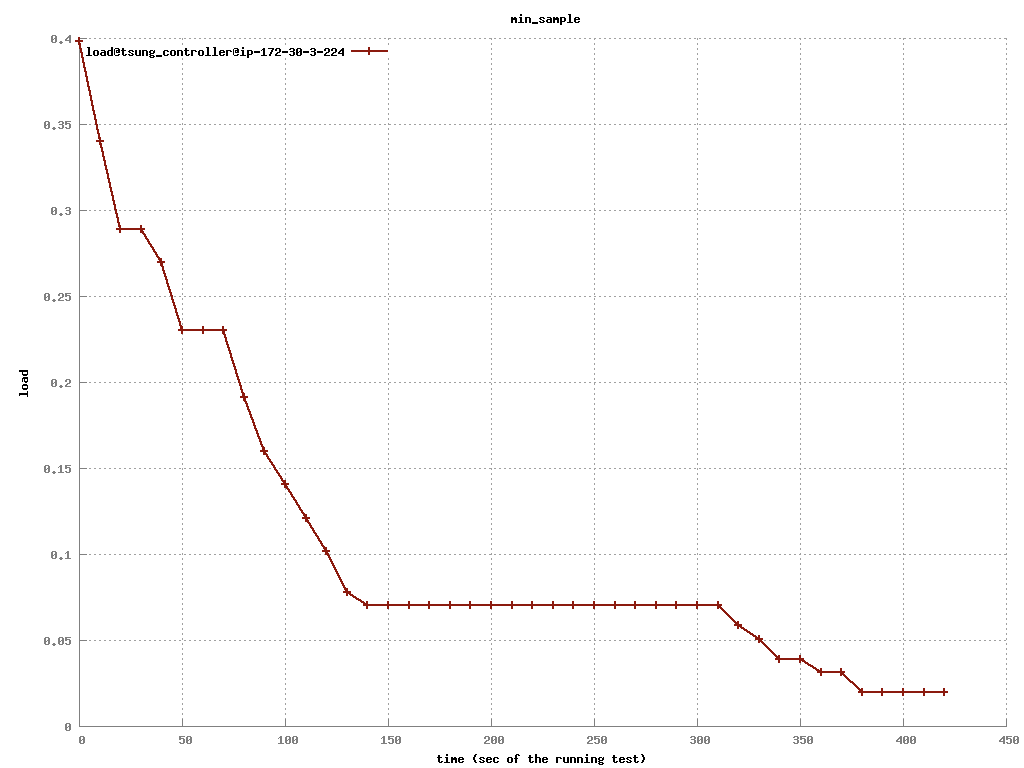 min_sample
load@tsung_controller@ip-172-30-3-224
0.4
0.35
0.3
0.25
0.2
0.15
0.1
0.05
0
load
0 50 100 150 200 250 300 350 400 450
time (sec of the running test)